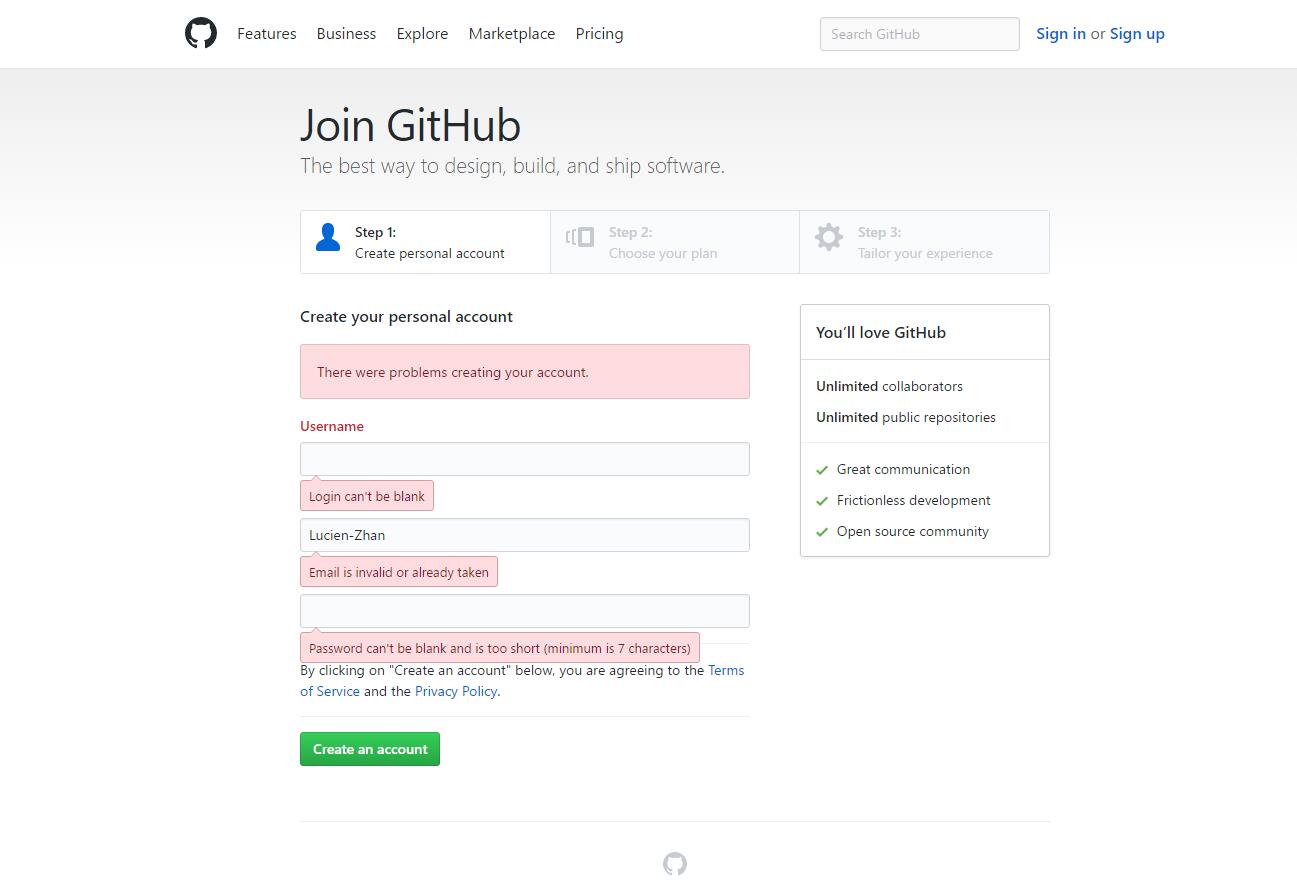 Features Business Explore Marketplace Pricing Search GitHub Sign in or Sign up
Join GitHub
The best way to design, build, and ship software.
Step 1:
Create personal account
Step 2:
Choose your plan
Step 3:
Tailor your experience
Create your personal account
There were problems creating your account.
Username
Login can't be blank
Lucien-Zhan
Email is invalid or already taken
Password can't be blank and is too short (minimum is 7 characters)
By clicking on "Create an account" below, you are agreeing to the Terms
of Service and the Privacy Policy.
Create an account
You'll love GitHub
Unlimited collaborators
Unlimited public repositories
Great communication
Frictionless development
Open source community